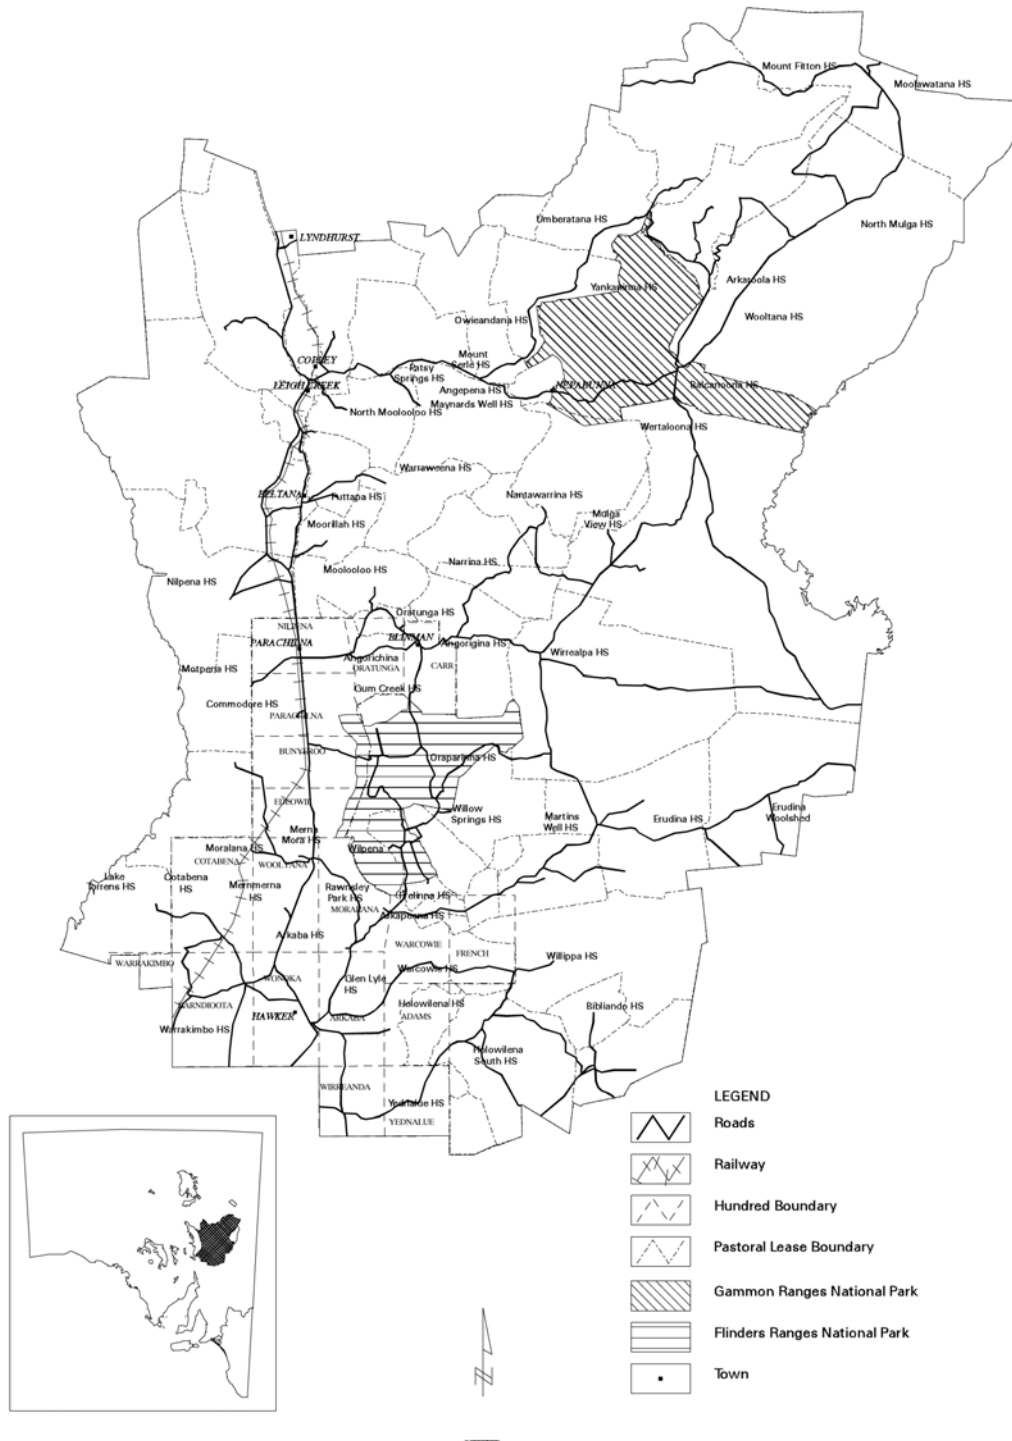 Mount Fitton HS
Moolawatana HS
Umberatana HS
North Mulga HS
LYNDHURST
Arkaroola HS
Yankaninna HS
Wooltana HS
Owieandana HS
COPLEY
Mount
Serle HS
Patsy
Springs HS
LEIGH CREEK
Angepena HS
NEPABUNNA
Balcanoona HS
Maynards Well HS
North Moolooloo HS
Wertaloona HS
Warraweena HS
BELTANA
Puttapa HS
Nantawarrina HS
Mulga
View HS
Moorillah HS
Narrina HS
Moolooloo HS
Nilpena HS
Oratunga HS
NILPENA
PARACHILNA
BLINMAN
Angorigina HS
Wirrealpa HS
Angorichina
ORATUNGA
CARR
Motpena HS
Gum Creek HS
Commodore HS
PARACHILNA
BUNYEROO
Oraparinna HS
EDEOWIE
Willow
Springs HS
Martins
Well HS
Erudina HS
Erudina
Woolshed
Merna
Mora HS
Moralana HS
Wilpena
COTABENA
WOOLYANA
Lake
Torrens HS
Cotabena
HS
Mernmerna
HS
Rawnsley
Park HS
Pelinna HS
MORALANA
Arkapeena HS
Arkaba HS
WARCOWIE
FRENCH
Willippa HS
WARRAKIMBO
Warcowie HS
WONOKA
Glen Lyle
HS
BARNDIOOTA
Holowilena HS
Bibliando HS
HAWKER
ARKABA
ADAMS
Warrakimbo HS
Holowilena
South HS
WIRREANDA
Yednalue HS
YEDNALUE
LEGEND
Roads
Railway
Hundred Boundary
Pastoral Lease Boundary
Gammon Ranges National Park
Flinders Ranges National Park
Town
N